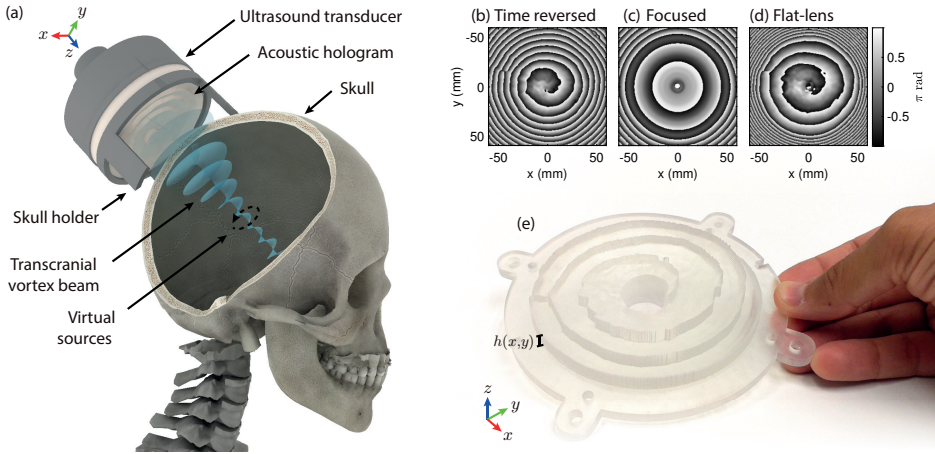 (a)
x
y
z
Ultrasound transducer
Acoustic hologram
Skull
Skull holder
Transcranial
vortex beam
Virtual
sources
(b) Time reversed
(c) Focused
(d) Flat-lens
y (mm)
-50
0
50
-50 0 50
x (mm)
-50 0 50
x (mm)
-50 0 50
x (mm)
0.5
0
-0.5
π rad
(e)
h(x,y)
z
y
x